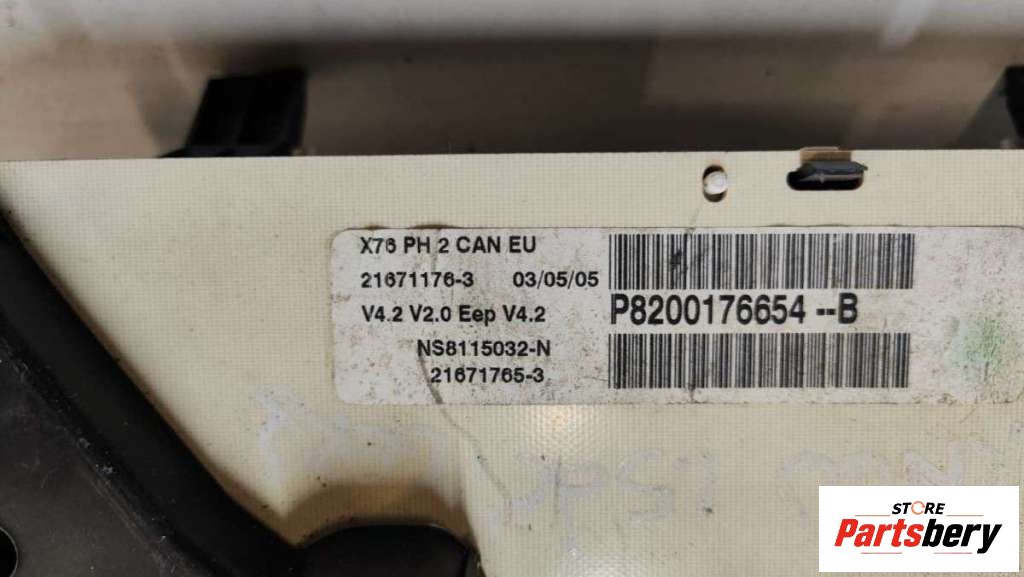 X76 PH 2 CAN EU
21671176-3 03/05/05
V4.2 V2.0 Eep V4.2
P8200176654--B
NS8115032-N
21671765-3
STORE
Partsbery